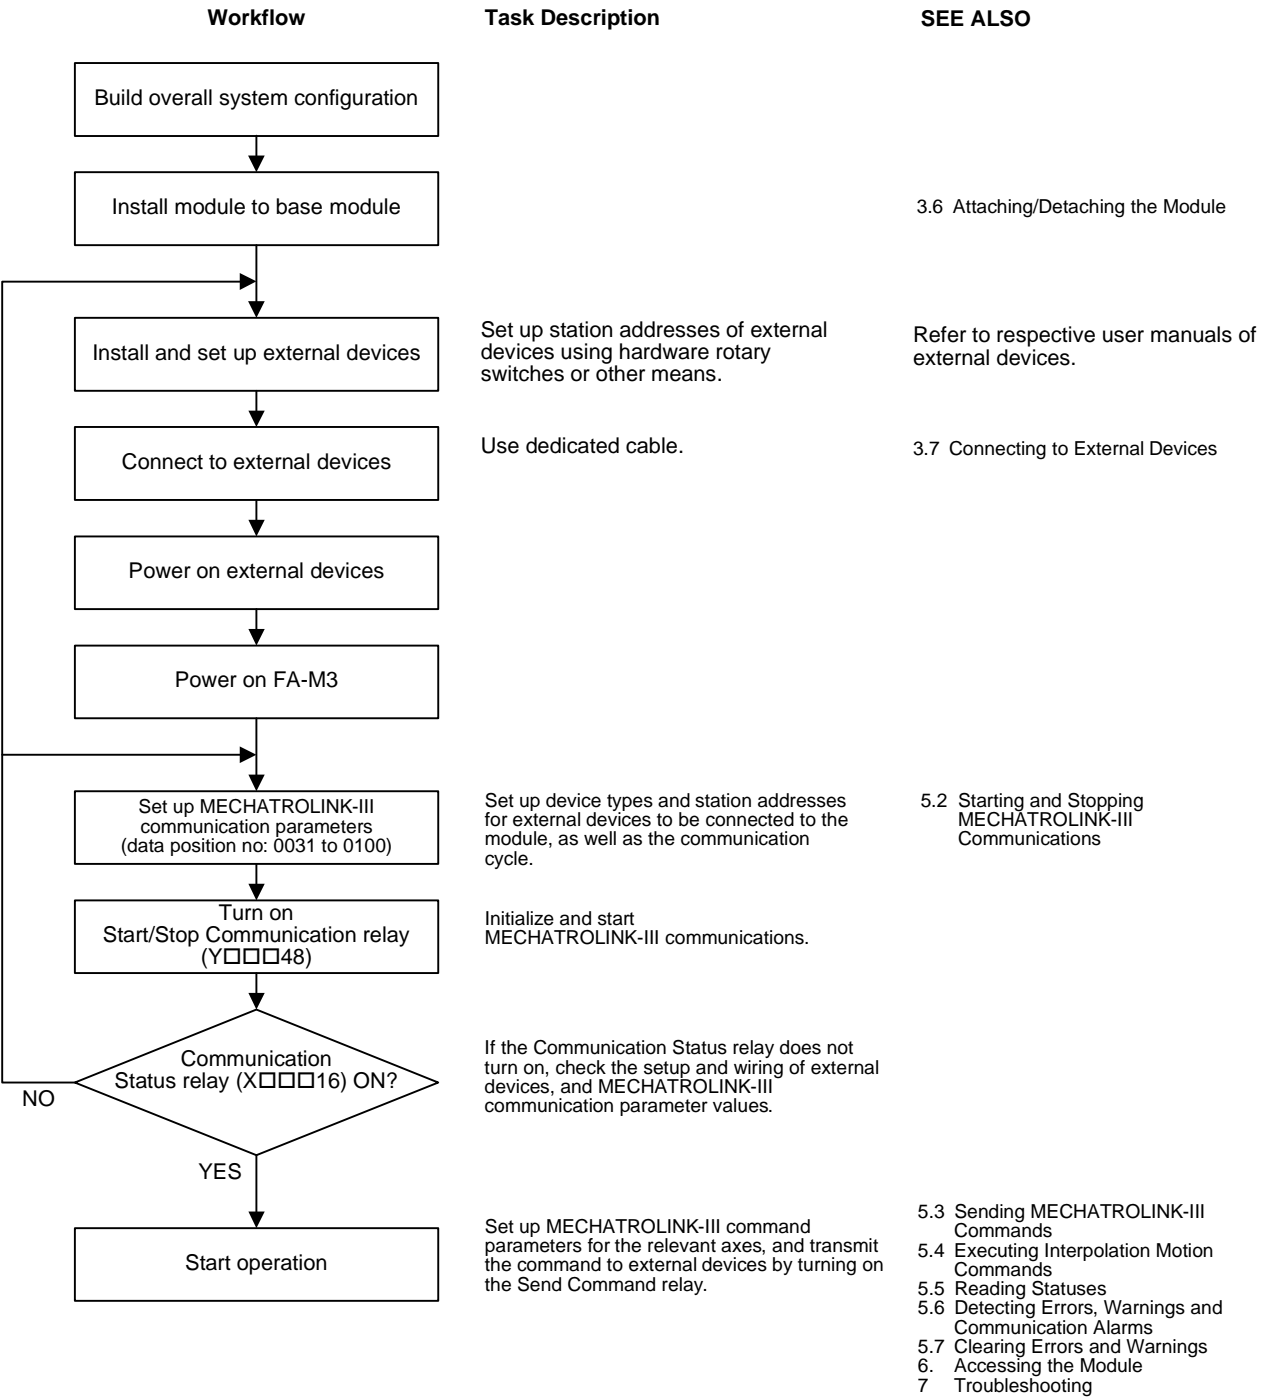 Workflow
Task Description
SEE ALSO
Build overall system configuration
Install module to base module
3.6 Attaching/Detaching the Module
Install and set up external devices
Set up station addresses of external
devices using hardware rotary
switches or other means.
Refer to respective user manuals of
external devices.
Connect to external devices
Use dedicated cable.
3.7 Connecting to External Devices
Power on external devices
Power on FA-M3
Set up MECHATROLINK-III
communication parameters
(data position no: 0031 to 0100)
Set up device types and station addresses
for external devices to be connected to the
module, as well as the communication
cycle.
5.2 Starting and Stopping
MECHATROLINK-III
Communications
Turn on
Start/Stop Communication relay
(Y□□□48)
Initialize and start
MECHATROLINK-III communications.
Communication
Status relay (X□□□16) ON?
NO
If the Communication Status relay does not
turn on, check the setup and wiring of external
devices, and MECHATROLINK-III
communication parameter values.
YES
Start operation
Set up MECHATROLINK-III command
parameters for the relevant axes, and transmit
the command to external devices by turning on
the Send Command relay.
5.3 Sending MECHATROLINK-III
Commands
5.4 Executing Interpolation Motion
Commands
5.5 Reading Statuses
5.6 Detecting Errors, Warnings and
Communication Alarms
5.7 Clearing Errors and Warnings
6. Accessing the Module
7 Troubleshooting